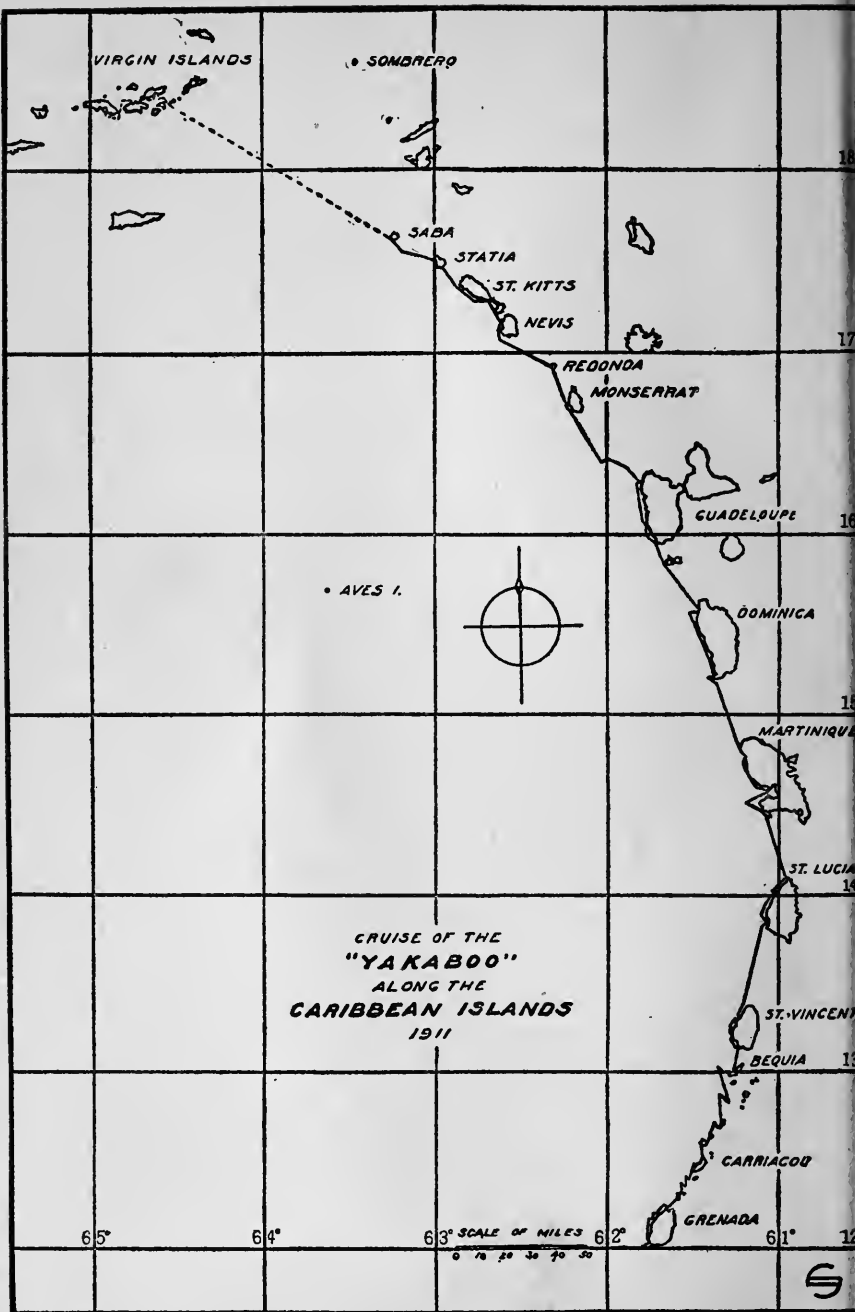 VIRGIN ISLANDS
SOMBRERO
18
SABA
STATIA
ST. KITTS
NEVIS
17
REDONDA
MONSERRAT
GUADELOUPE
16
AVES I.
DOMINICA
15
MARTINIQUE
ST. LUCIA
14
CRUISE OF THE
"YAKABOO"
ALONG THE
CARIBBEAN ISLANDS
1911
ST. VINCENT
13
BEQUIA
CARRIACOU
GRENADA
65° 64° 63° 62° 61° 12
SCALE OF MILES
0 10 20 30 40 50